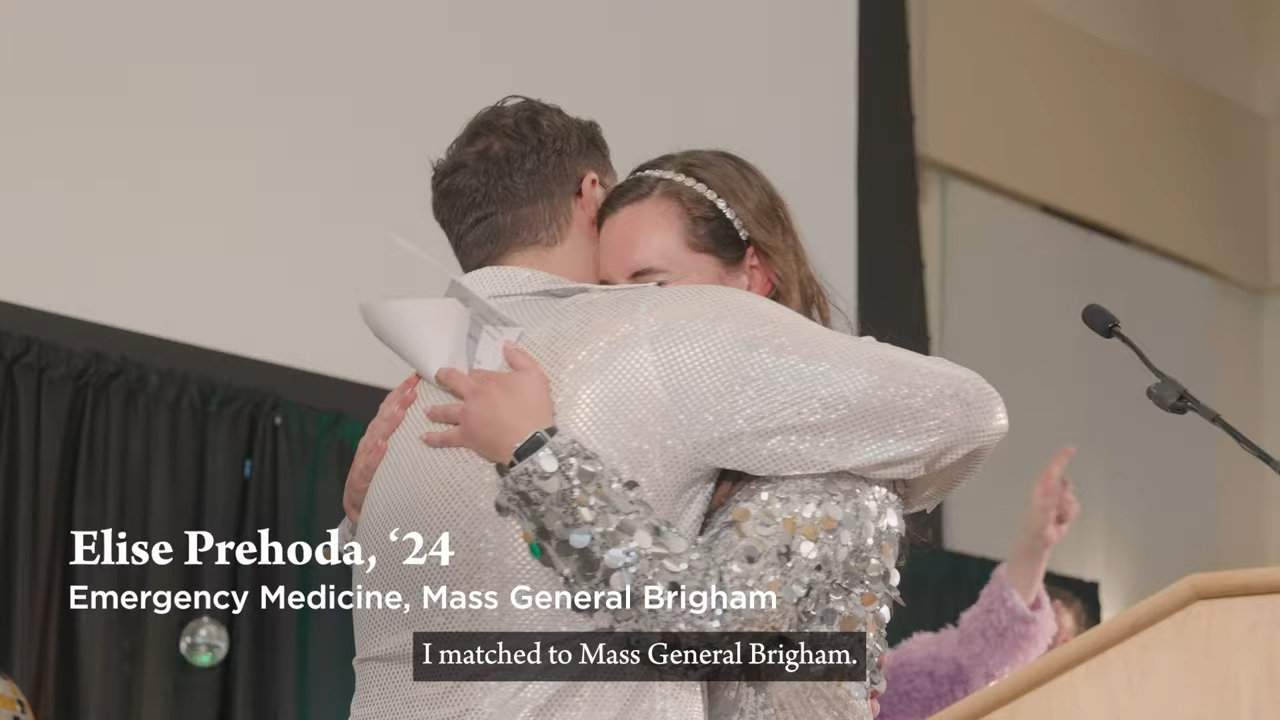 Elise Prehoda, ‘24
Emergency Medicine, Mass General Brigham
I matched to Mass General Brigham.